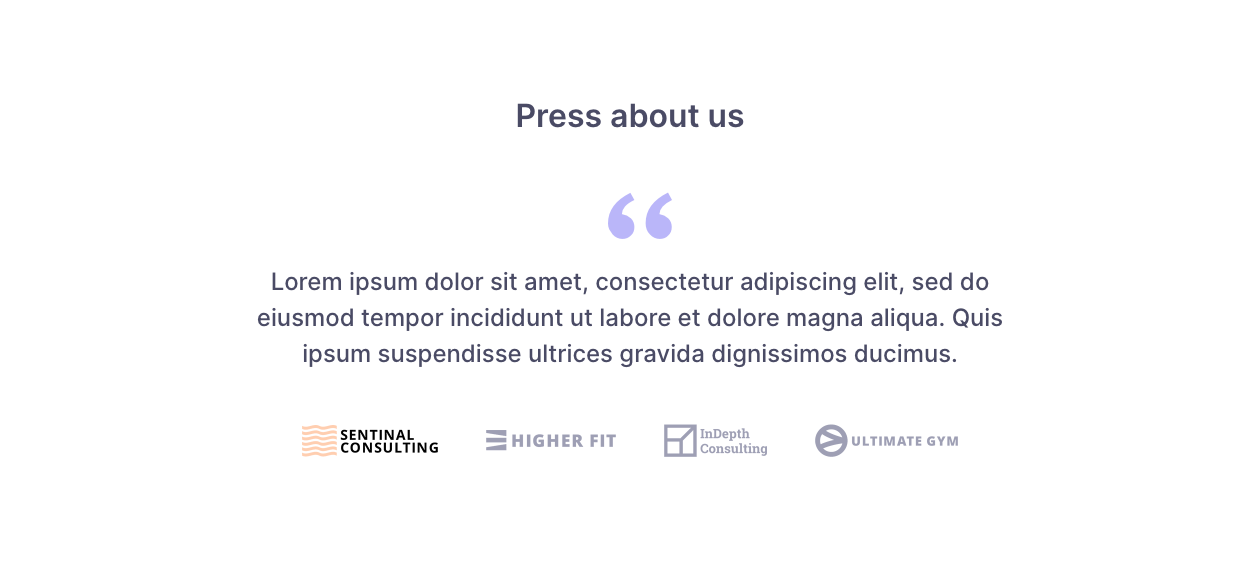 Press about us
“
Lorem ipsum dolor sit amet, consectetur adipiscing elit, sed do
eiusmod tempor incididunt ut labore et dolore magna aliqua. Quis
ipsum suspendisse ultrices gravida dignissimos ducimus.
SENTINAL
CONSULTING
HIGHER FIT
InDepth
Consulting
ULTIMATE GYM